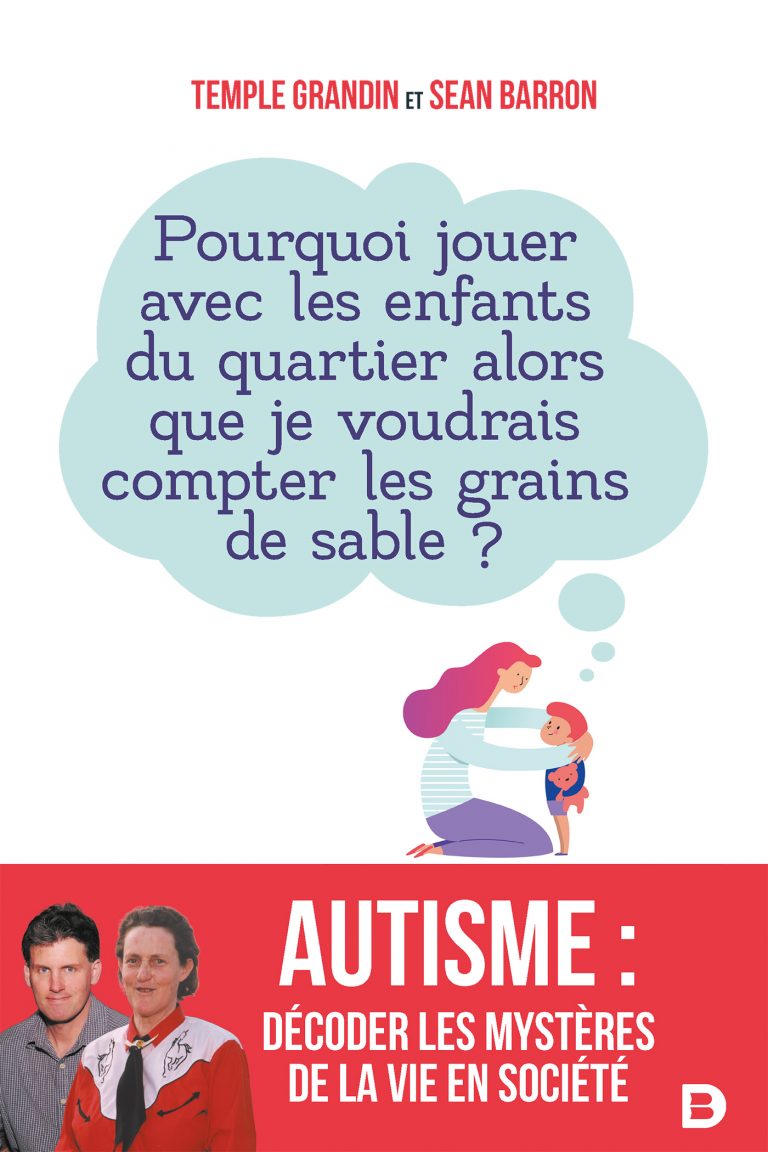 TEMPLE GRANDIN ET SEAN BARRON
Pourquoi jouer
avec les enfants
du quartier alors
que je voudrais
compter les grains
de sable ?
AUTISME :
DÉCODER LES MYSTÈRES
DE LA VIE EN SOCIÉTÉ
D